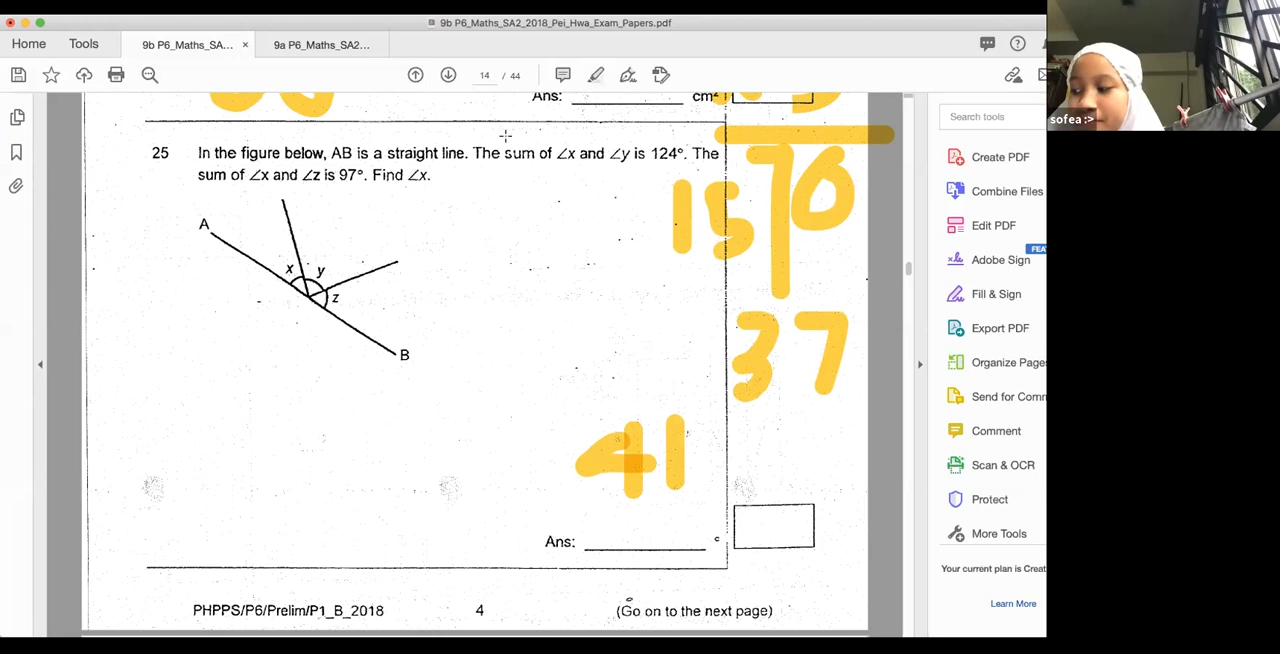 9b P6_Maths_SA2_2018_Pei_Hwa_Exam_Papers.pdf
Home
Tools
9b P6_Maths_SA... ×
9a P6_Maths_SA2...
14 / 44
Search tools
sofea :>
Create PDF
Combine Files
Edit PDF
Adobe Sign
Fill & Sign
Export PDF
Organize Pages
Send for Comm
Comment
Scan & OCR
Protect
More Tools
Your current plan is Creat
Learn More
Ans: cm²
25 In the figure below, AB is a straight line. The sum of ∠x and ∠y is 124°. The
sum of ∠x and ∠z is 97°. Find ∠x.
A
x y
z
B
15 76
37
41
Ans:
PHPPS/P6/Prelim/P1_B_2018 4 (Go on to the next page)